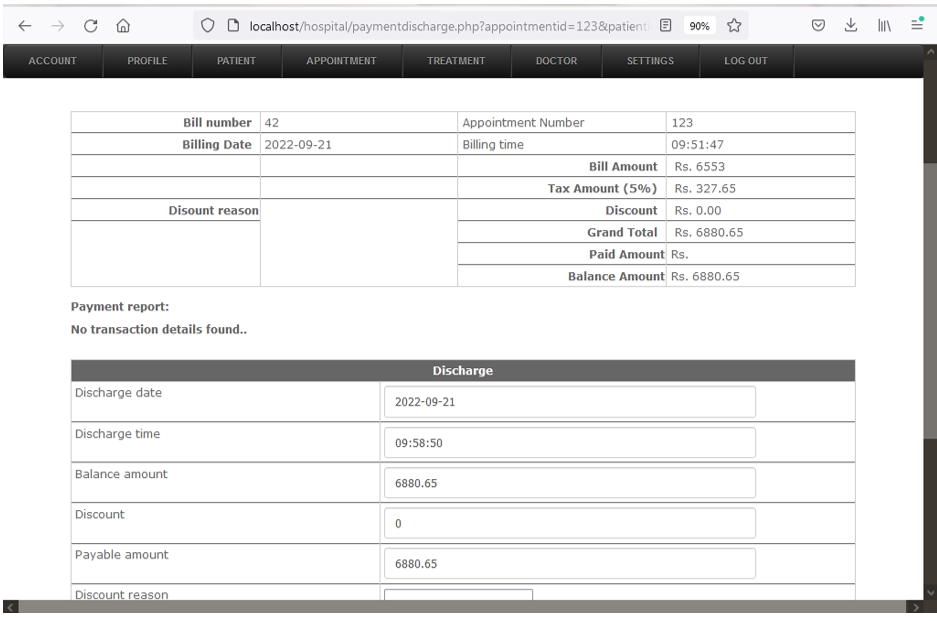 localhost/hospital/paymentdischarge.php?appointmentid=123&patienti 90%
ACCOUNT PROFILE PATIENT APPOINTMENT TREATMENT DOCTOR SETTINGS LOG OUT
Bill number 42 Appointment Number 123
Billing Date 2022-09-21 Billing time 09:51:47
Bill Amount Rs. 6553
Tax Amount (5%) Rs. 327.65
Disount reason Discount Rs. 0.00
Grand Total Rs. 6880.65
Paid Amount Rs.
Balance Amount Rs. 6880.65
Payment report:
No transaction details found..
Discharge
Discharge date 2022-09-21
Discharge time 09:58:50
Balance amount 6880.65
Discount 0
Payable amount 6880.65
Discount reason